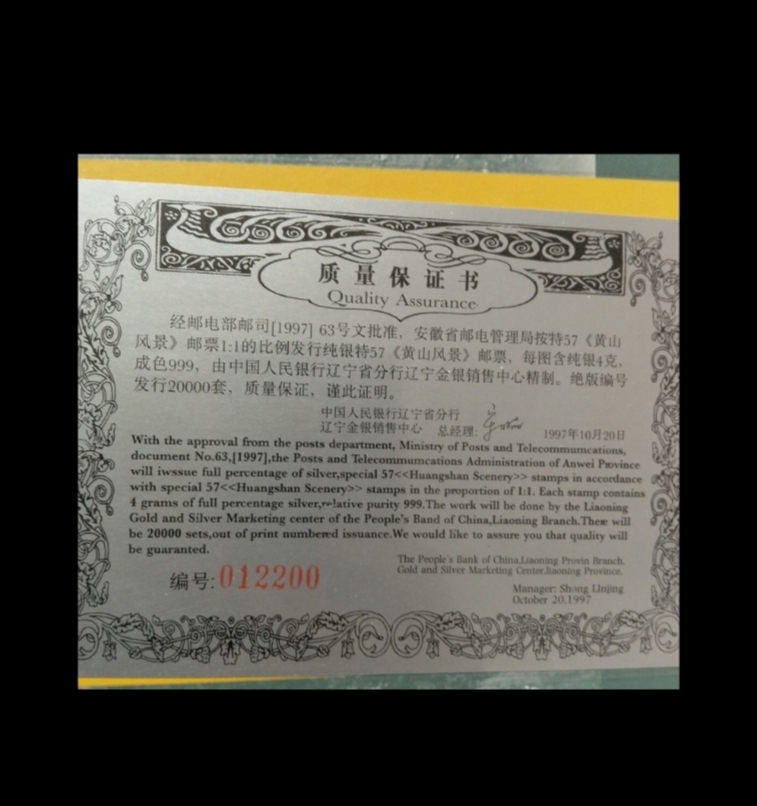 质量保证书
Quality Assurance
经邮电部邮司[1997] 63号文批准，安徽省邮电管理局按特57《黄山
风景》邮票1:1的比例发行纯银特57《黄山风景》邮票，每图含纯银4克，
成色999，由中国人民银行辽宁省分行辽宁金银销售中心精制。绝版编号
发行20000套，质量保证，谨此证明。
中国人民银行辽宁省分行
辽宁金银销售中心 总经理: 1997年10月20日
With the approval from the posts department, Ministry of Posts and Telecommumcations,
document No.63,[1997],the Posts and Telecommumcations Administration of Anwei Province
will iwssue full percentage of silver,special 57<<Huangshan Scenery>> stamps in accordance
with special 57<<Huangshan Scenery>> stamps in the proportion of 1:1. Each stamp contains
4 grams of full percentage silver,relative purity 999.The work will be done by the Liaoning
Gold and Silver Marketing center of the People's Band of China,Liaoning Branch.There will
be 20000 sets,out of print numbered issuance.We would like to assure you that quality will
be guaranted.
The People's Bank of China,Liaoning Provin Branch.
Gold and Silver Marketing Center,liaoning Province.
编号:012200
Manager: Shong Linjing
October 20,1997